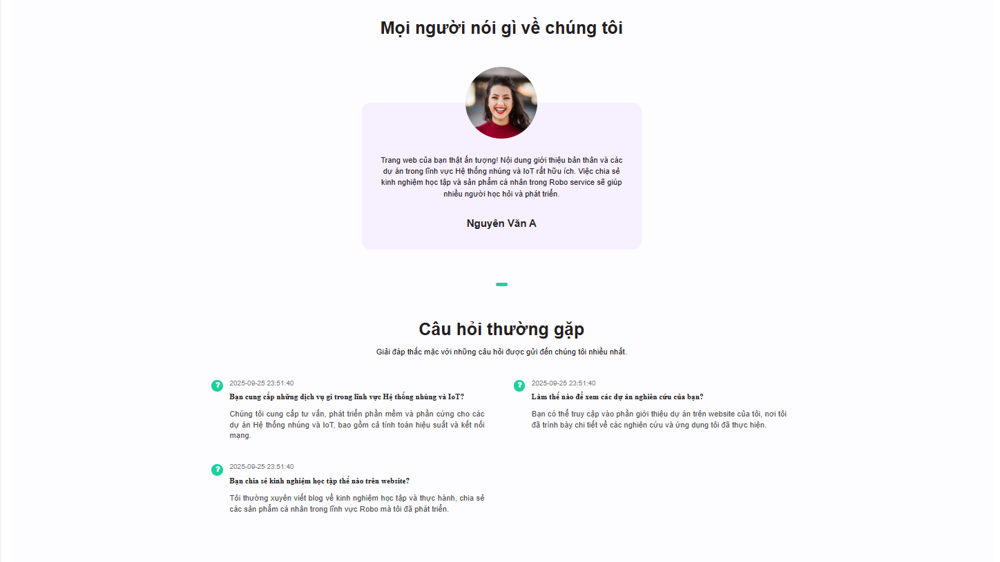 Mọi người nói gì về chúng tôi
Trang web của bạn thật ấn tượng! Nội dung giới thiệu bản thân và các
dự án trong lĩnh vực Hệ thống nhúng và IoT rất hữu ích. Việc chia sẻ
kinh nghiệm học tập và sản phẩm cá nhân trong Robo service sẽ giúp
nhiều người học hỏi và phát triển.
Nguyên Văn A
Câu hỏi thường gặp
Giải đáp thắc mặc với những câu hỏi được gửi đến chúng tôi nhiều nhất.
?
2025-09-25 23:51:40
Bạn cung cấp những dịch vụ gì trong lĩnh vực Hệ thống nhúng và IoT?
Chúng tôi cung cấp tư vấn, phát triển phần mềm và phần cứng cho các
dự án Hệ thống nhúng và IoT, bao gồm cả tính toán hiệu suất và kết nối
mạng.
?
2025-09-25 23:51:40
Làm thế nào để xem các dự án nghiên cứu của bạn?
Bạn có thể truy cập vào phần giới thiệu dự án trên website của tôi, nơi tôi
đã trình bày chi tiết về các nghiên cứu và ứng dụng tôi đã thực hiện.
?
2025-09-25 23:51:40
Bạn chia sẻ kinh nghiệm học tập thế nào trên website?
Tôi thường xuyên viết blog về kinh nghiệm học tập và thực hành, chia sẻ
các sản phẩm cá nhân trong lĩnh vực Robo mà tôi đã phát triển.